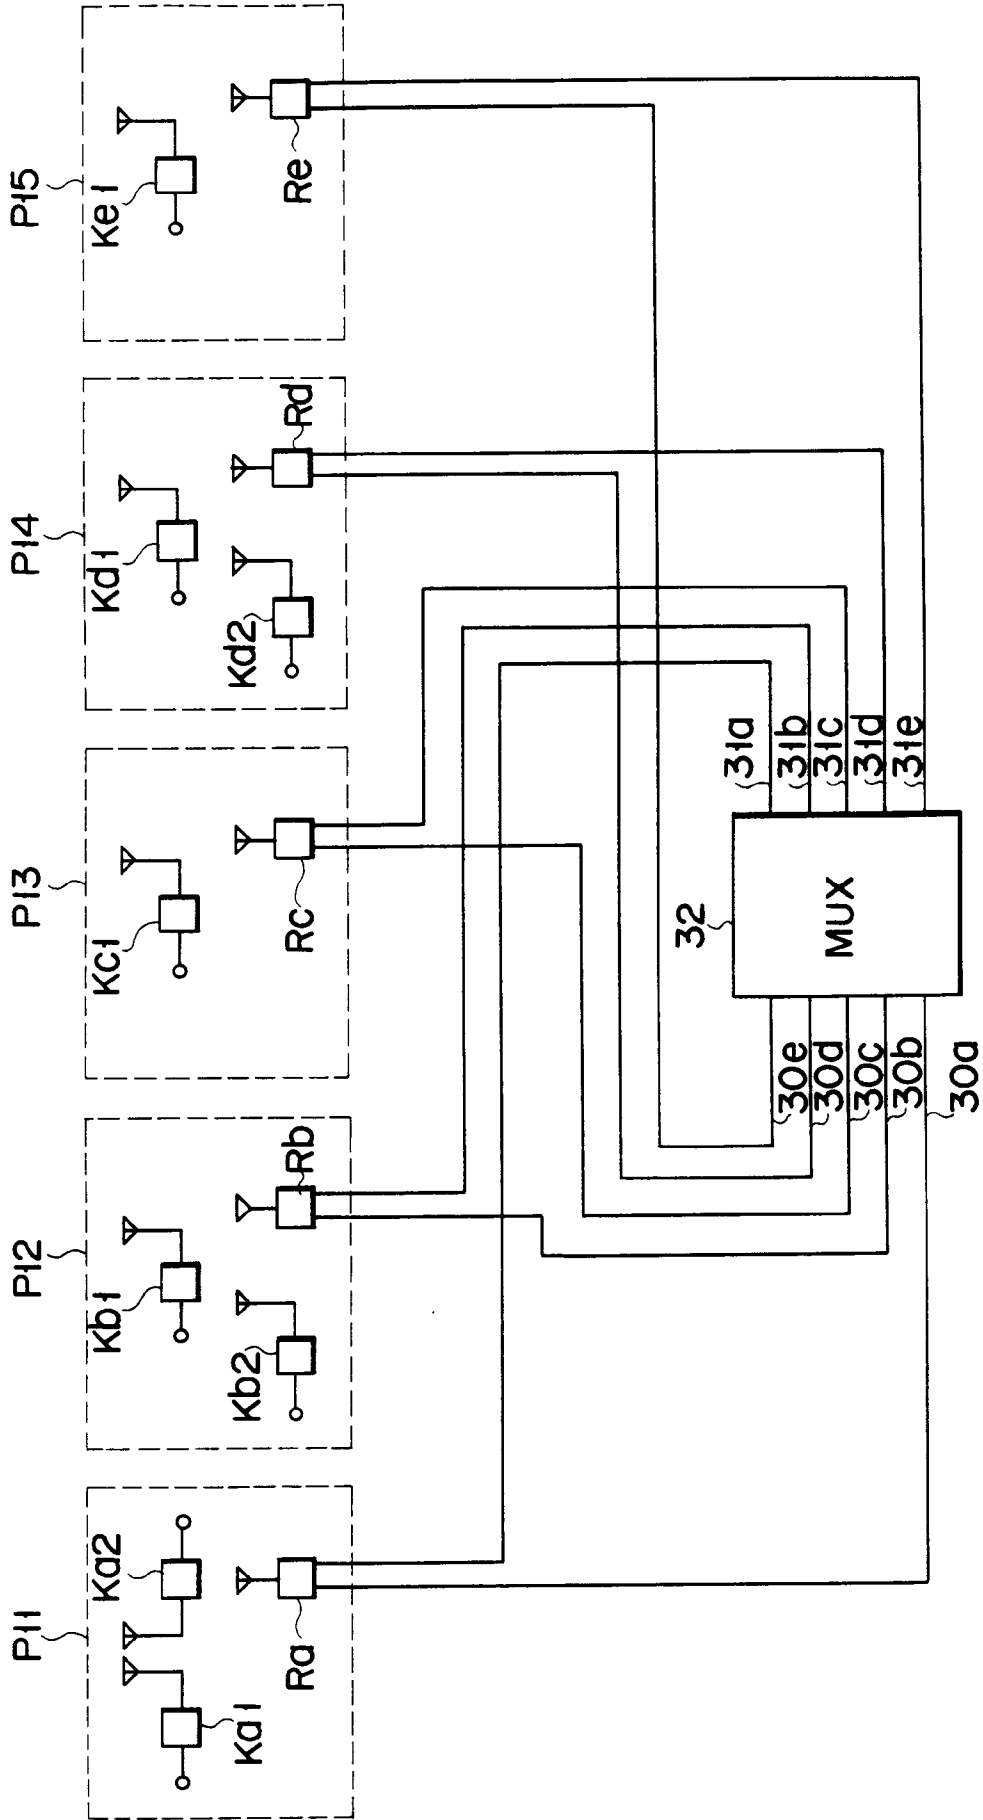 P11
P12
P13
P14
P15
Ka1
Ka2
Ra
Kb1
Kb2
Rb
Kc1
Rc
Kd1
Kd2
Rd
Ke1
Re
30a
30b
30c
30d
30e
32
MUX
31a
31b
31c
31d
31e